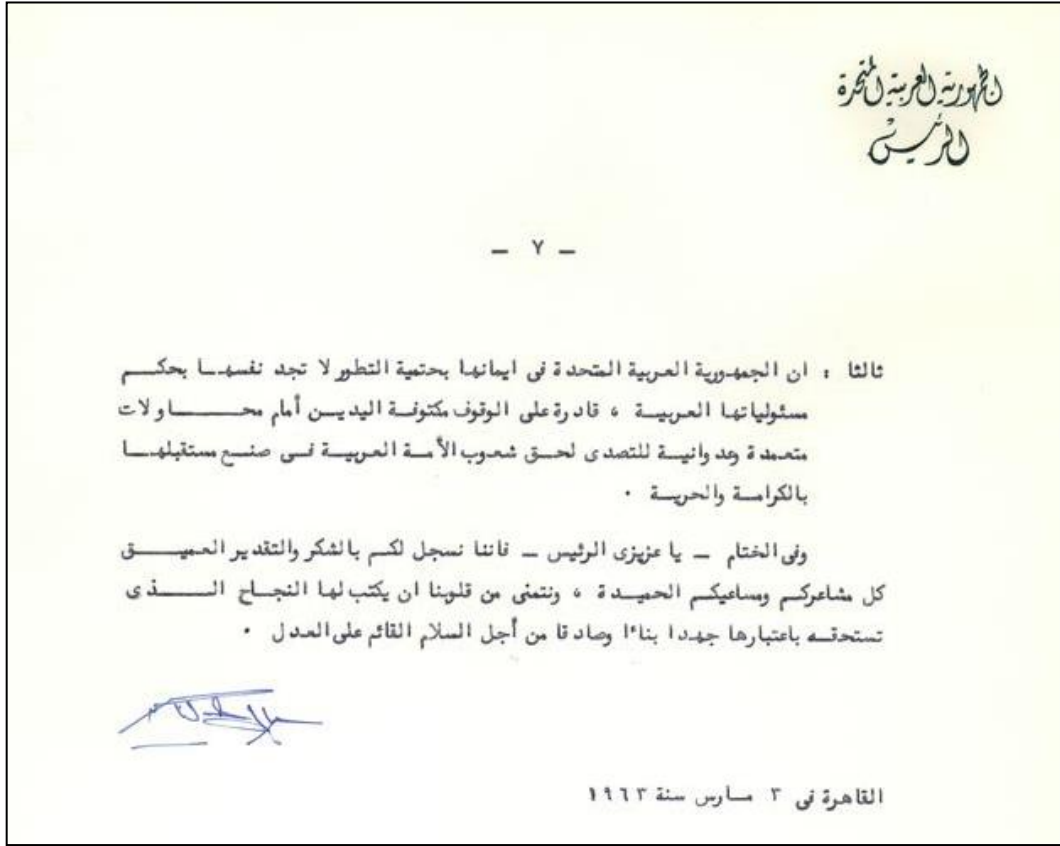 الجمهورية العربية المتحدة
الرئيس
— ٧ —
ثالثا : ان الجمهورية العربية المتحدة فى ايمانها بحتمية التطور لا تجد نفسها بحكم
مسئولياتها العربية ، قادرة على الوقوف مكتوفة اليدين أمام محاولات
متعمدة وعدوانية للتصدى لحق شعوب الأمة العربية فى صنع مستقبلها
بالكرامة والحرية ٠
وفى الختام — يا عزيزى الرئيس — فاننا نسجل لكم بالشكر والتقدير العميق
كل مشاعركم ومساعيكم الحميدة ، ونتمنى من قلوبنا ان يكتب لها النجاح الذى
تستحقه باعتبارها جهدا بناءا وصادقا من أجل السلام القائم على العدل ٠
القاهرة فى ٣ مارس سنة ١٩٦٣